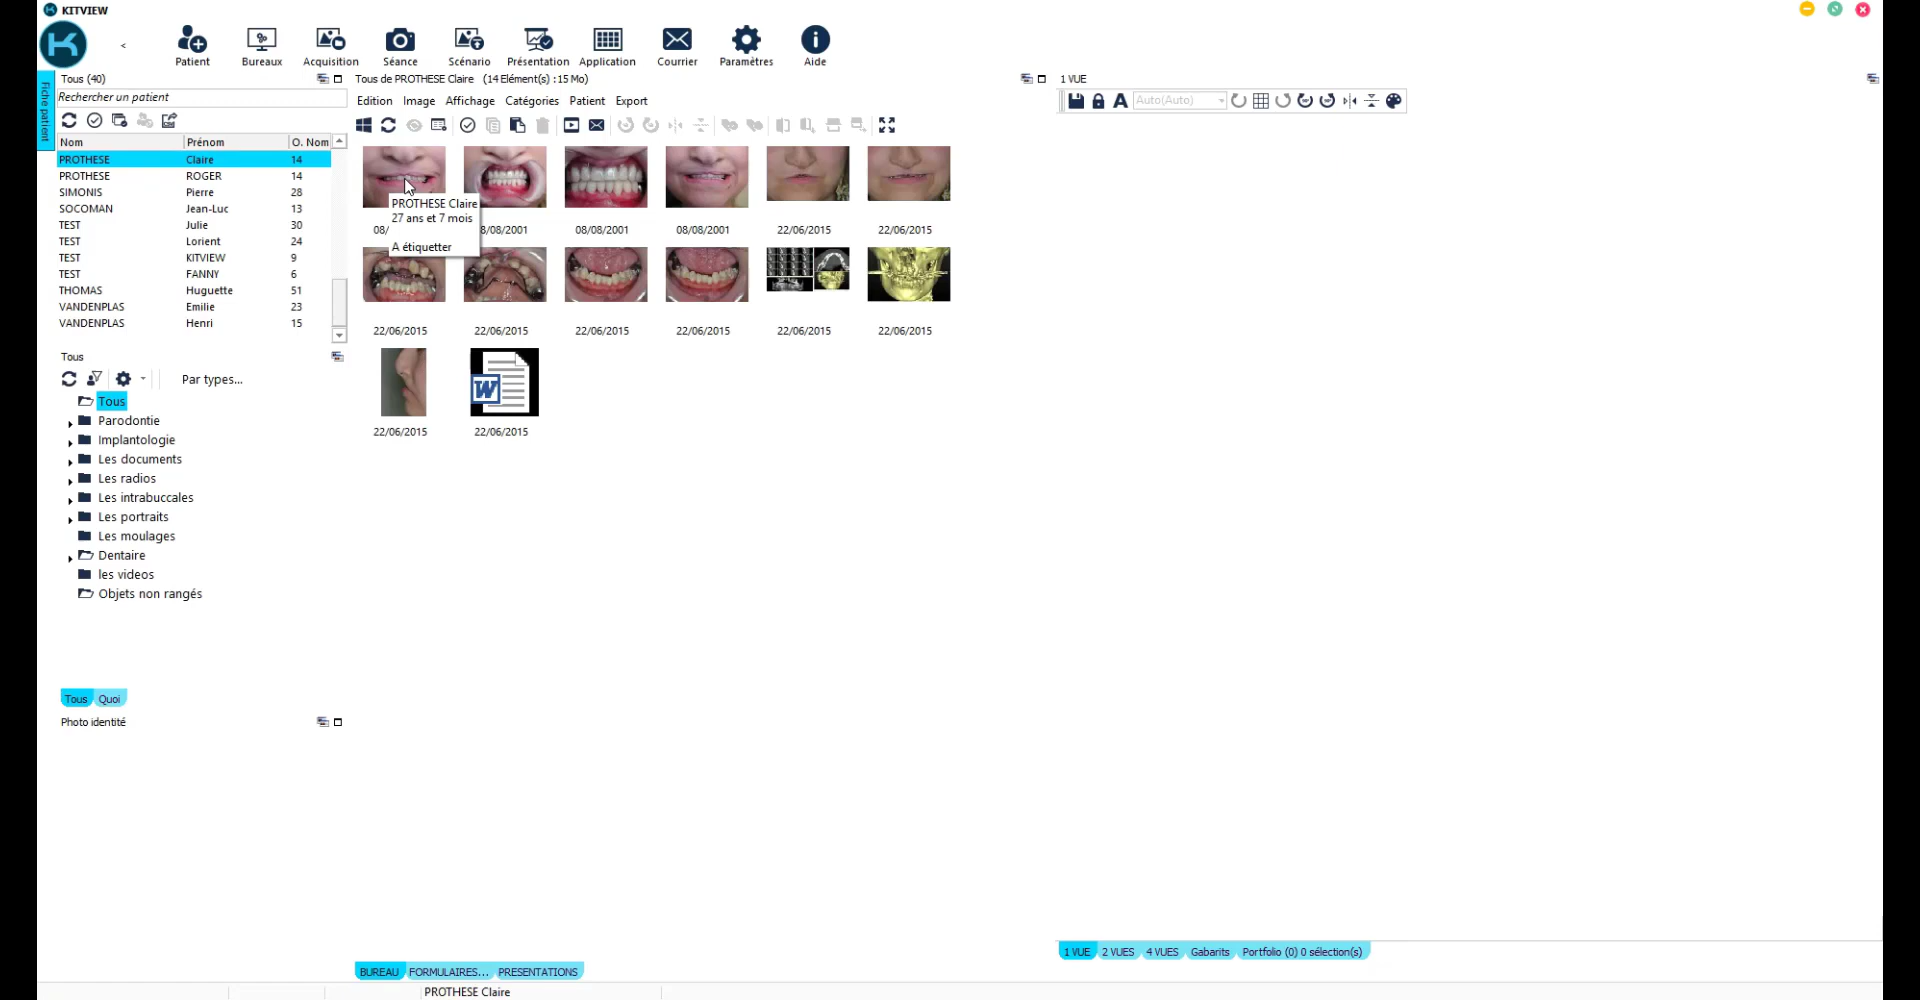 KITVIEW
<
Patient
Bureaux
Acquisition
Séance
Scénario
Présentation
Application
Courrier
Paramètres
Aide
Fiche patient
Tous (40)
Rechercher un patient
Nom Prénom O. Nom
PROTHESE Claire 14
PROTHESE ROGER 14
SIMONIS Pierre 28
SOCOMAN Jean-Luc 13
TEST Julie 30
TEST Lorient 24
TEST KITVIEW 9
TEST FANNY 6
THOMAS Huguette 51
VANDENPLAS Emilie 23
VANDENPLAS Henri 15
Tous
Par types...
Tous
Parodontie
Implantologie
Les documents
Les radios
Les intrabuccales
Les portraits
Les moulages
Dentaire
les videos
Objets non rangés
Tous Quoi
Photo identité
Tous de PROTHESE Claire (14 Elément(s) :15 Mo)
Edition Image Affichage Catégories Patient Export
PROTHESE Claire
27 ans et 7 mois
A étiquetter
08/ 8/08/2001 08/08/2001 08/08/2001 22/06/2015 22/06/2015
22/06/2015 22/06/2015 22/06/2015 22/06/2015 22/06/2015 22/06/2015
W
22/06/2015 22/06/2015
BUREAU FORMULAIRES... PRESENTATIONS
PROTHESE Claire
1 VUE
A Auto(Auto)
1 VUE 2 VUES 4 VUES Gabarits Portfolio (0) 0 sélection(s)